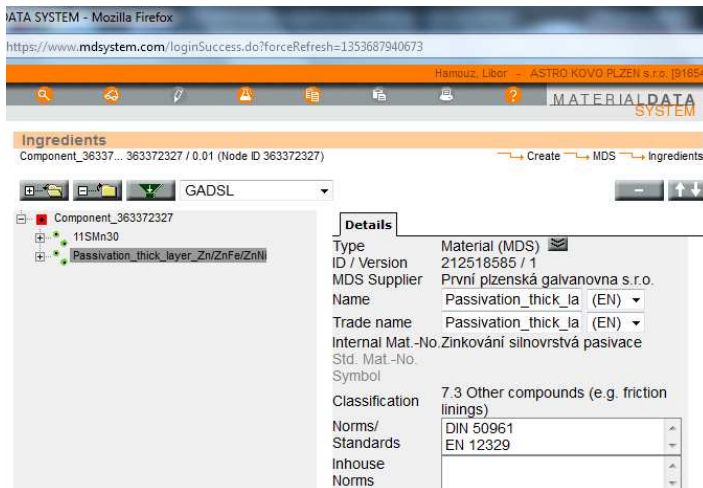 DATA SYSTEM - Mozilla Firefox
https://www.mdsystem.com/loginSuccess.do?forceRefresh=1353687940673
Hamouz, Libor - ASTRO KOVO PLZEN s.r.o. [91654
MATERIALDATA
SYSTEM
Ingredients
Component_36337... 363372327 / 0.01 (Node ID 363372327)
Create MDS Ingredients
GADSL
Component_363372327
11SMn30
Passivation_thick_layer_Zn/ZnFe/ZnNi
Details
Type Material (MDS)
ID / Version 212518585 / 1
MDS Supplier První plzenská galvanovna s.r.o.
Name Passivation_thick_la (EN)
Trade name Passivation_thick_la (EN)
Internal Mat.-No. Zinkování silnovrstvá pasivace
Std. Mat.-No.
Symbol
Classification 7.3 Other compounds (e.g. friction
linings)
Norms/ DIN 50961
Standards EN 12329
Inhouse
Norms